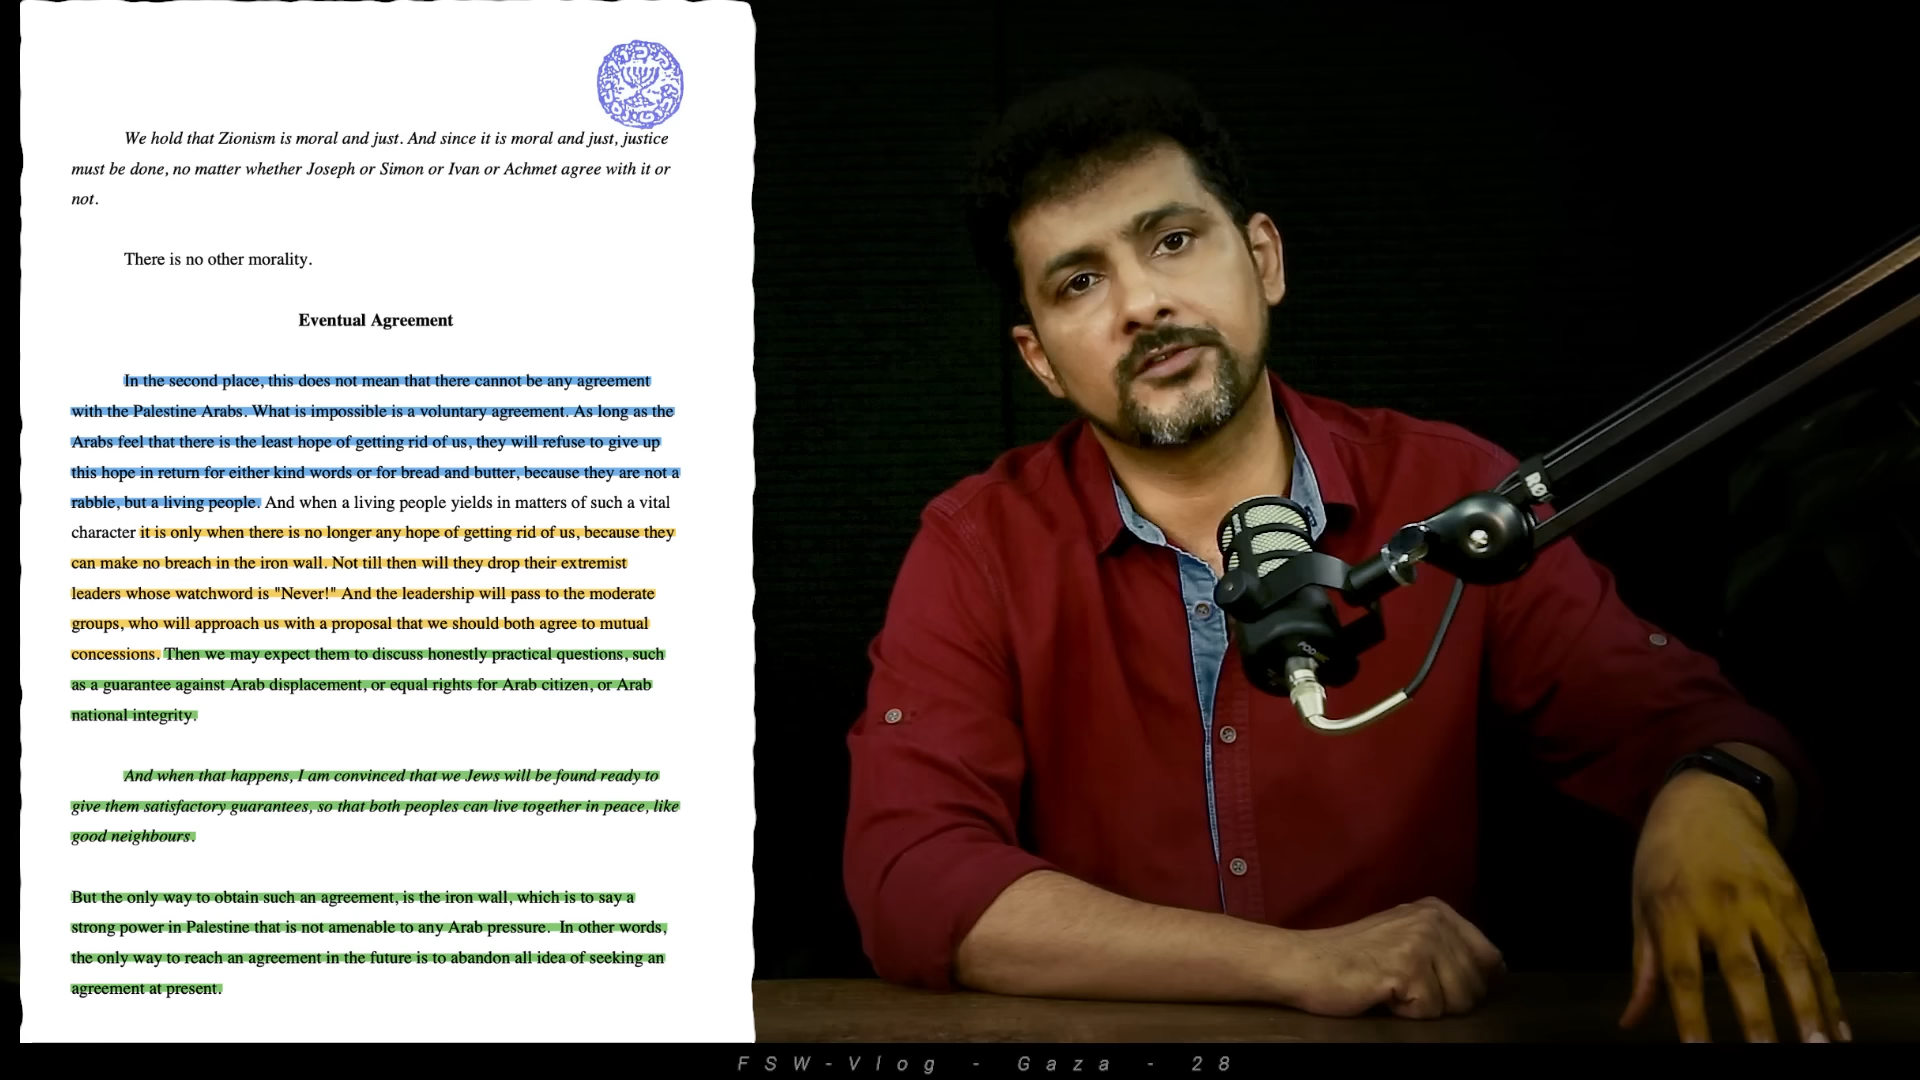 We hold that Zionism is moral and just. And since it is moral and just, justice
must be done, no matter whether Joseph or Simon or Ivan or Achmet agree with it or
not.
There is no other morality.
Eventual Agreement
In the second place, this does not mean that there cannot be any agreement
with the Palestine Arabs. What is impossible is a voluntary agreement. As long as the
Arabs feel that there is the least hope of getting rid of us, they will refuse to give up
this hope in return for either kind words or for bread and butter, because they are not a
rabble, but a living people. And when a living people yields in matters of such a vital
character it is only when there is no longer any hope of getting rid of us, because they
can make no breach in the iron wall. Not till then will they drop their extremist
leaders whose watchword is "Never!" And the leadership will pass to the moderate
groups, who will approach us with a proposal that we should both agree to mutual
concessions. Then we may expect them to discuss honestly practical questions, such
as a guarantee against Arab displacement, or equal rights for Arab citizen, or Arab
national integrity.
And when that happens, I am convinced that we Jews will be found ready to
give them satisfactory guarantees, so that both peoples can live together in peace, like
good neighbours.
But the only way to obtain such an agreement, is the iron wall, which is to say a
strong power in Palestine that is not amenable to any Arab pressure. In other words,
the only way to reach an agreement in the future is to abandon all idea of seeking an
agreement at present.
FSW-Vlog - Gaza - 28